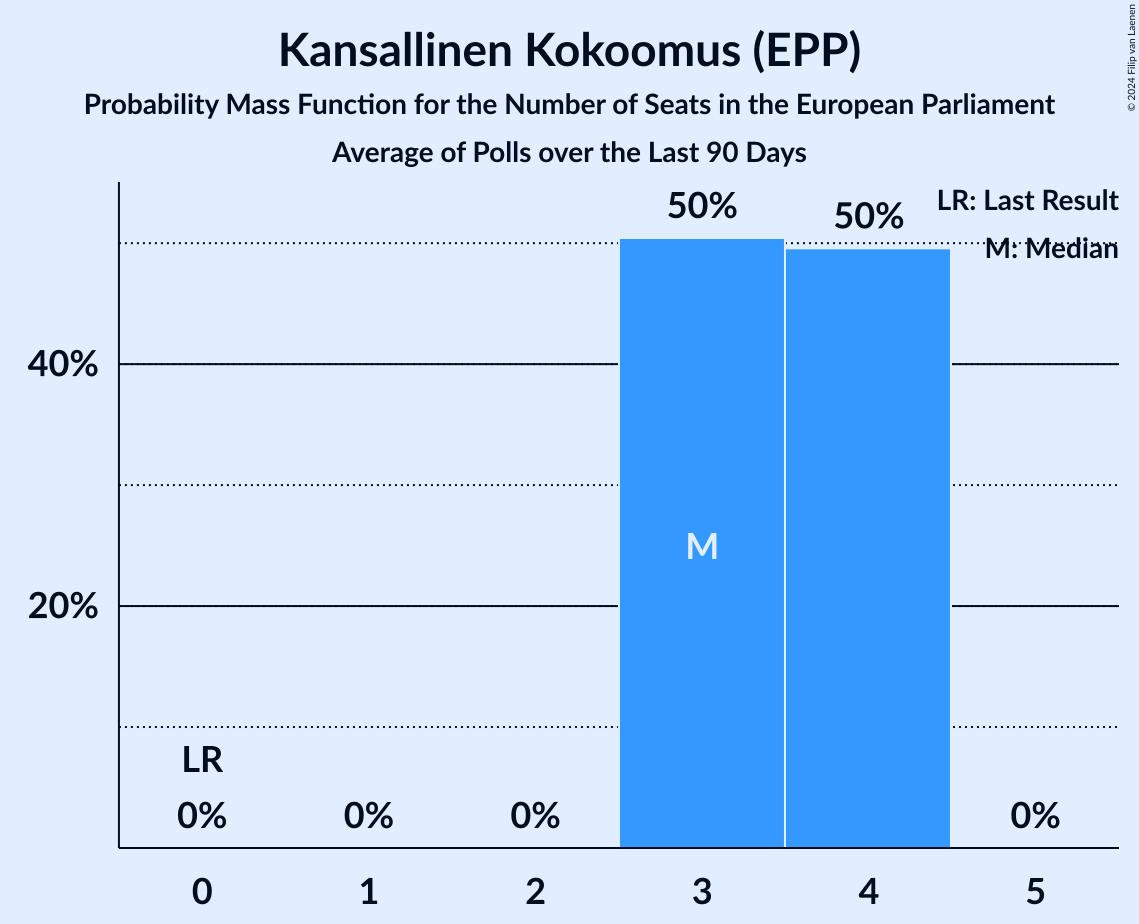 Kansallinen Kokoomus (EPP)
Probability Mass Function for the Number of Seats in the European Parliament
Average of Polls over the Last 90 Days
© 2024 Filip van Laenen
LR: Last Result
M: Median
50%
50%
40%
20%
M
LR
0%
0%
0%
0%
0
1
2
3
4
5